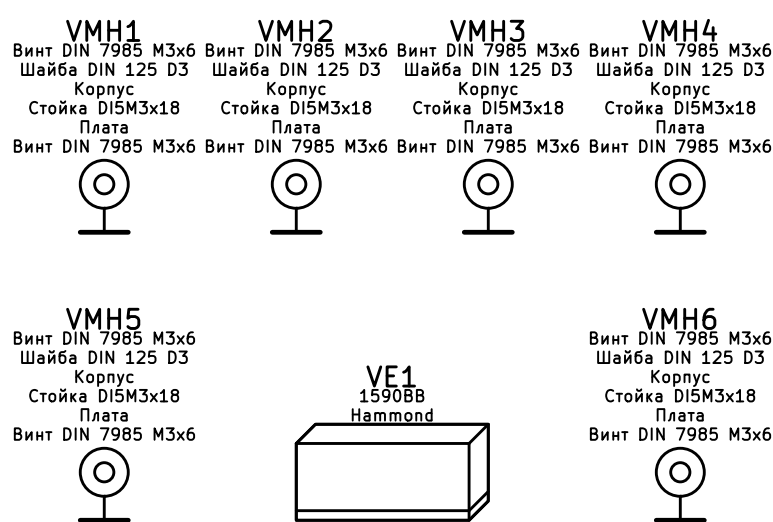 VMH1
Винт DIN 7985 M3x6
Шайба DIN 125 D3
Корпус
Стойка DI5M3x18
Плата
Винт DIN 7985 M3x6
VMH2
Винт DIN 7985 M3x6
Шайба DIN 125 D3
Корпус
Стойка DI5M3x18
Плата
Винт DIN 7985 M3x6
VMH3
Винт DIN 7985 M3x6
Шайба DIN 125 D3
Корпус
Стойка DI5M3x18
Плата
Винт DIN 7985 M3x6
VMH4
Винт DIN 7985 M3x6
Шайба DIN 125 D3
Корпус
Стойка DI5M3x18
Плата
Винт DIN 7985 M3x6
VMH5
Винт DIN 7985 M3x6
Шайба DIN 125 D3
Корпус
Стойка DI5M3x18
Плата
Винт DIN 7985 M3x6
VE1
1590BB
Hammond
VMH6
Винт DIN 7985 M3x6
Шайба DIN 125 D3
Корпус
Стойка DI5M3x18
Плата
Винт DIN 7985 M3x6